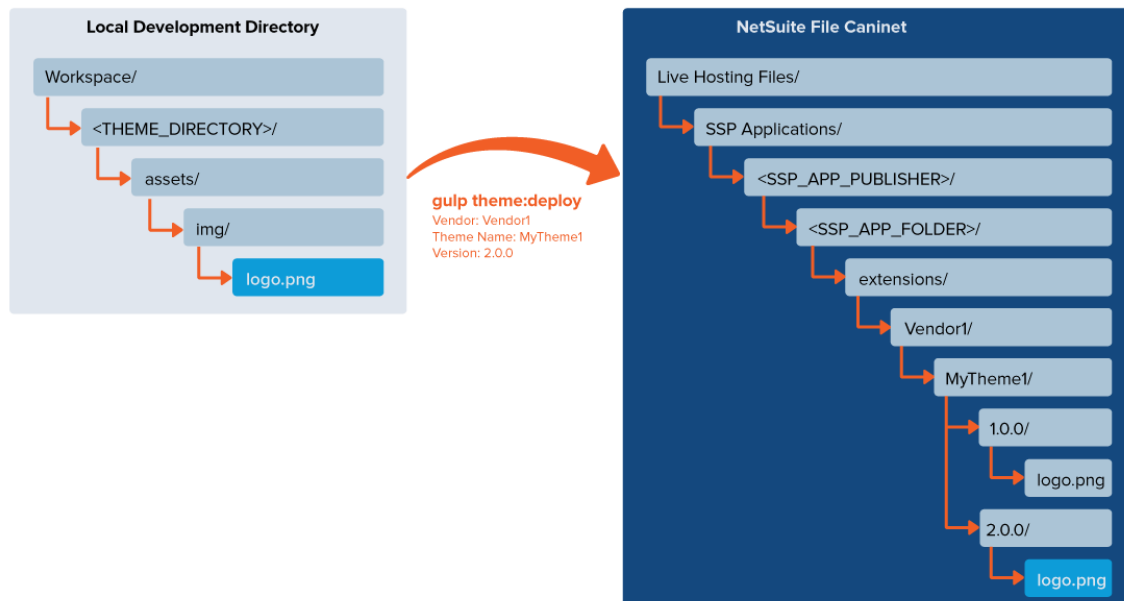 Local Development Directory
Workspace/
<THEME_DIRECTORY>/
assets/
img/
logo.png
gulp theme:deploy
Vendor: Vendor1
Theme Name: MyTheme1
Version: 2.0.0
NetSuite File Caninet
Live Hosting Files/
SSP Applications/
<SSP_APP_PUBLISHER>/
<SSP_APP_FOLDER>/
extensions/
Vendor1/
MyTheme1/
1.0.0/
logo.png
2.0.0/
logo.png